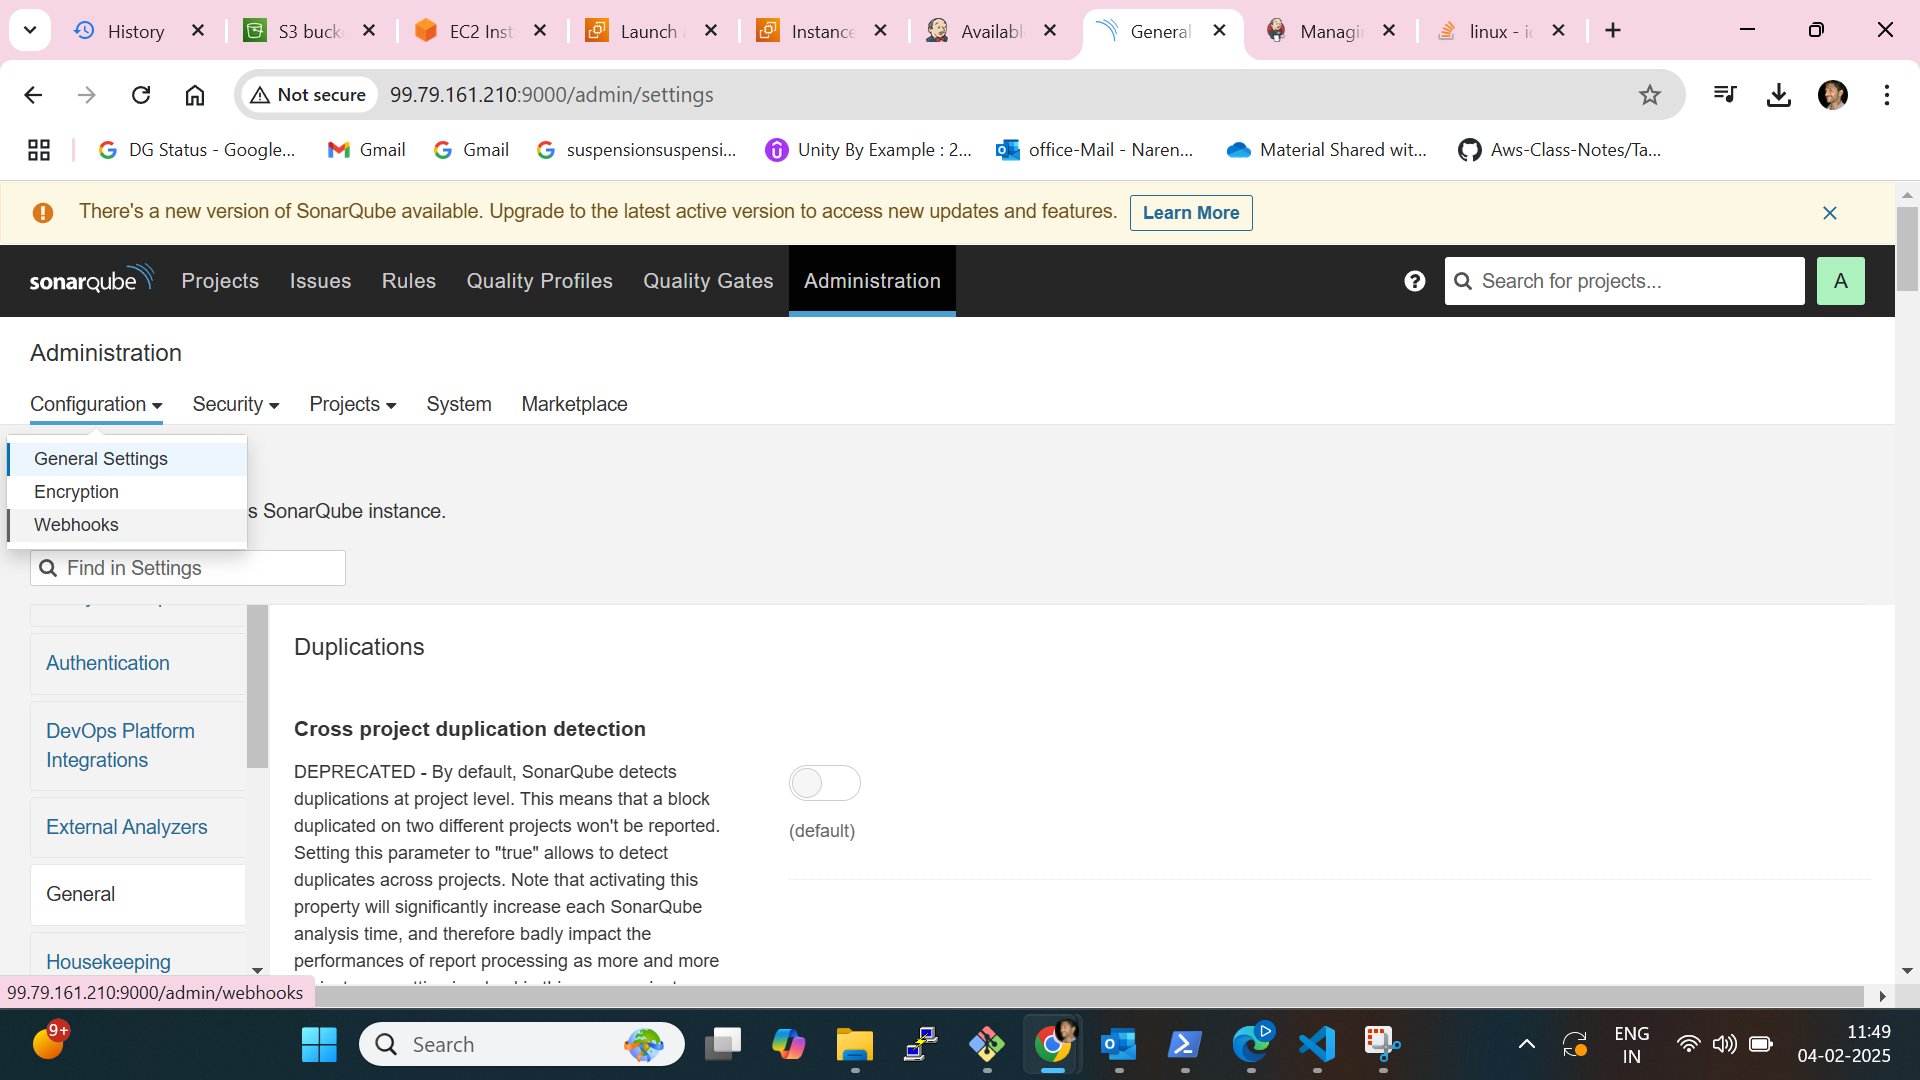 History
S3 buck
EC2 Inst
Launch
Instance
Availabl
General
Managi
linux - i
Not secure
99.79.161.210:9000/admin/settings
DG Status - Google...
Gmail
Gmail
suspensionsuspensi...
Unity By Example : 2...
office-Mail - Naren...
Material Shared wit...
Aws-Class-Notes/Ta...
There's a new version of SonarQube available. Upgrade to the latest active version to access new updates and features.
Learn More
sonarqube
Projects
Issues
Rules
Quality Profiles
Quality Gates
Administration
Search for projects...
A
Administration
Configuration
Security
Projects
System
Marketplace
General Settings
Encryption
Webhooks
s SonarQube instance.
Find in Settings
Authentication
DevOps Platform
Integrations
External Analyzers
General
Housekeeping
Duplications
Cross project duplication detection
DEPRECATED - By default, SonarQube detects
duplications at project level. This means that a block
duplicated on two different projects won't be reported.
Setting this parameter to "true" allows to detect
duplicates across projects. Note that activating this
property will significantly increase each SonarQube
analysis time, and therefore badly impact the
performances of report processing as more and more
(default)
99.79.161.210:9000/admin/webhooks
9+
Search
ENG
IN
11:49
04-02-2025